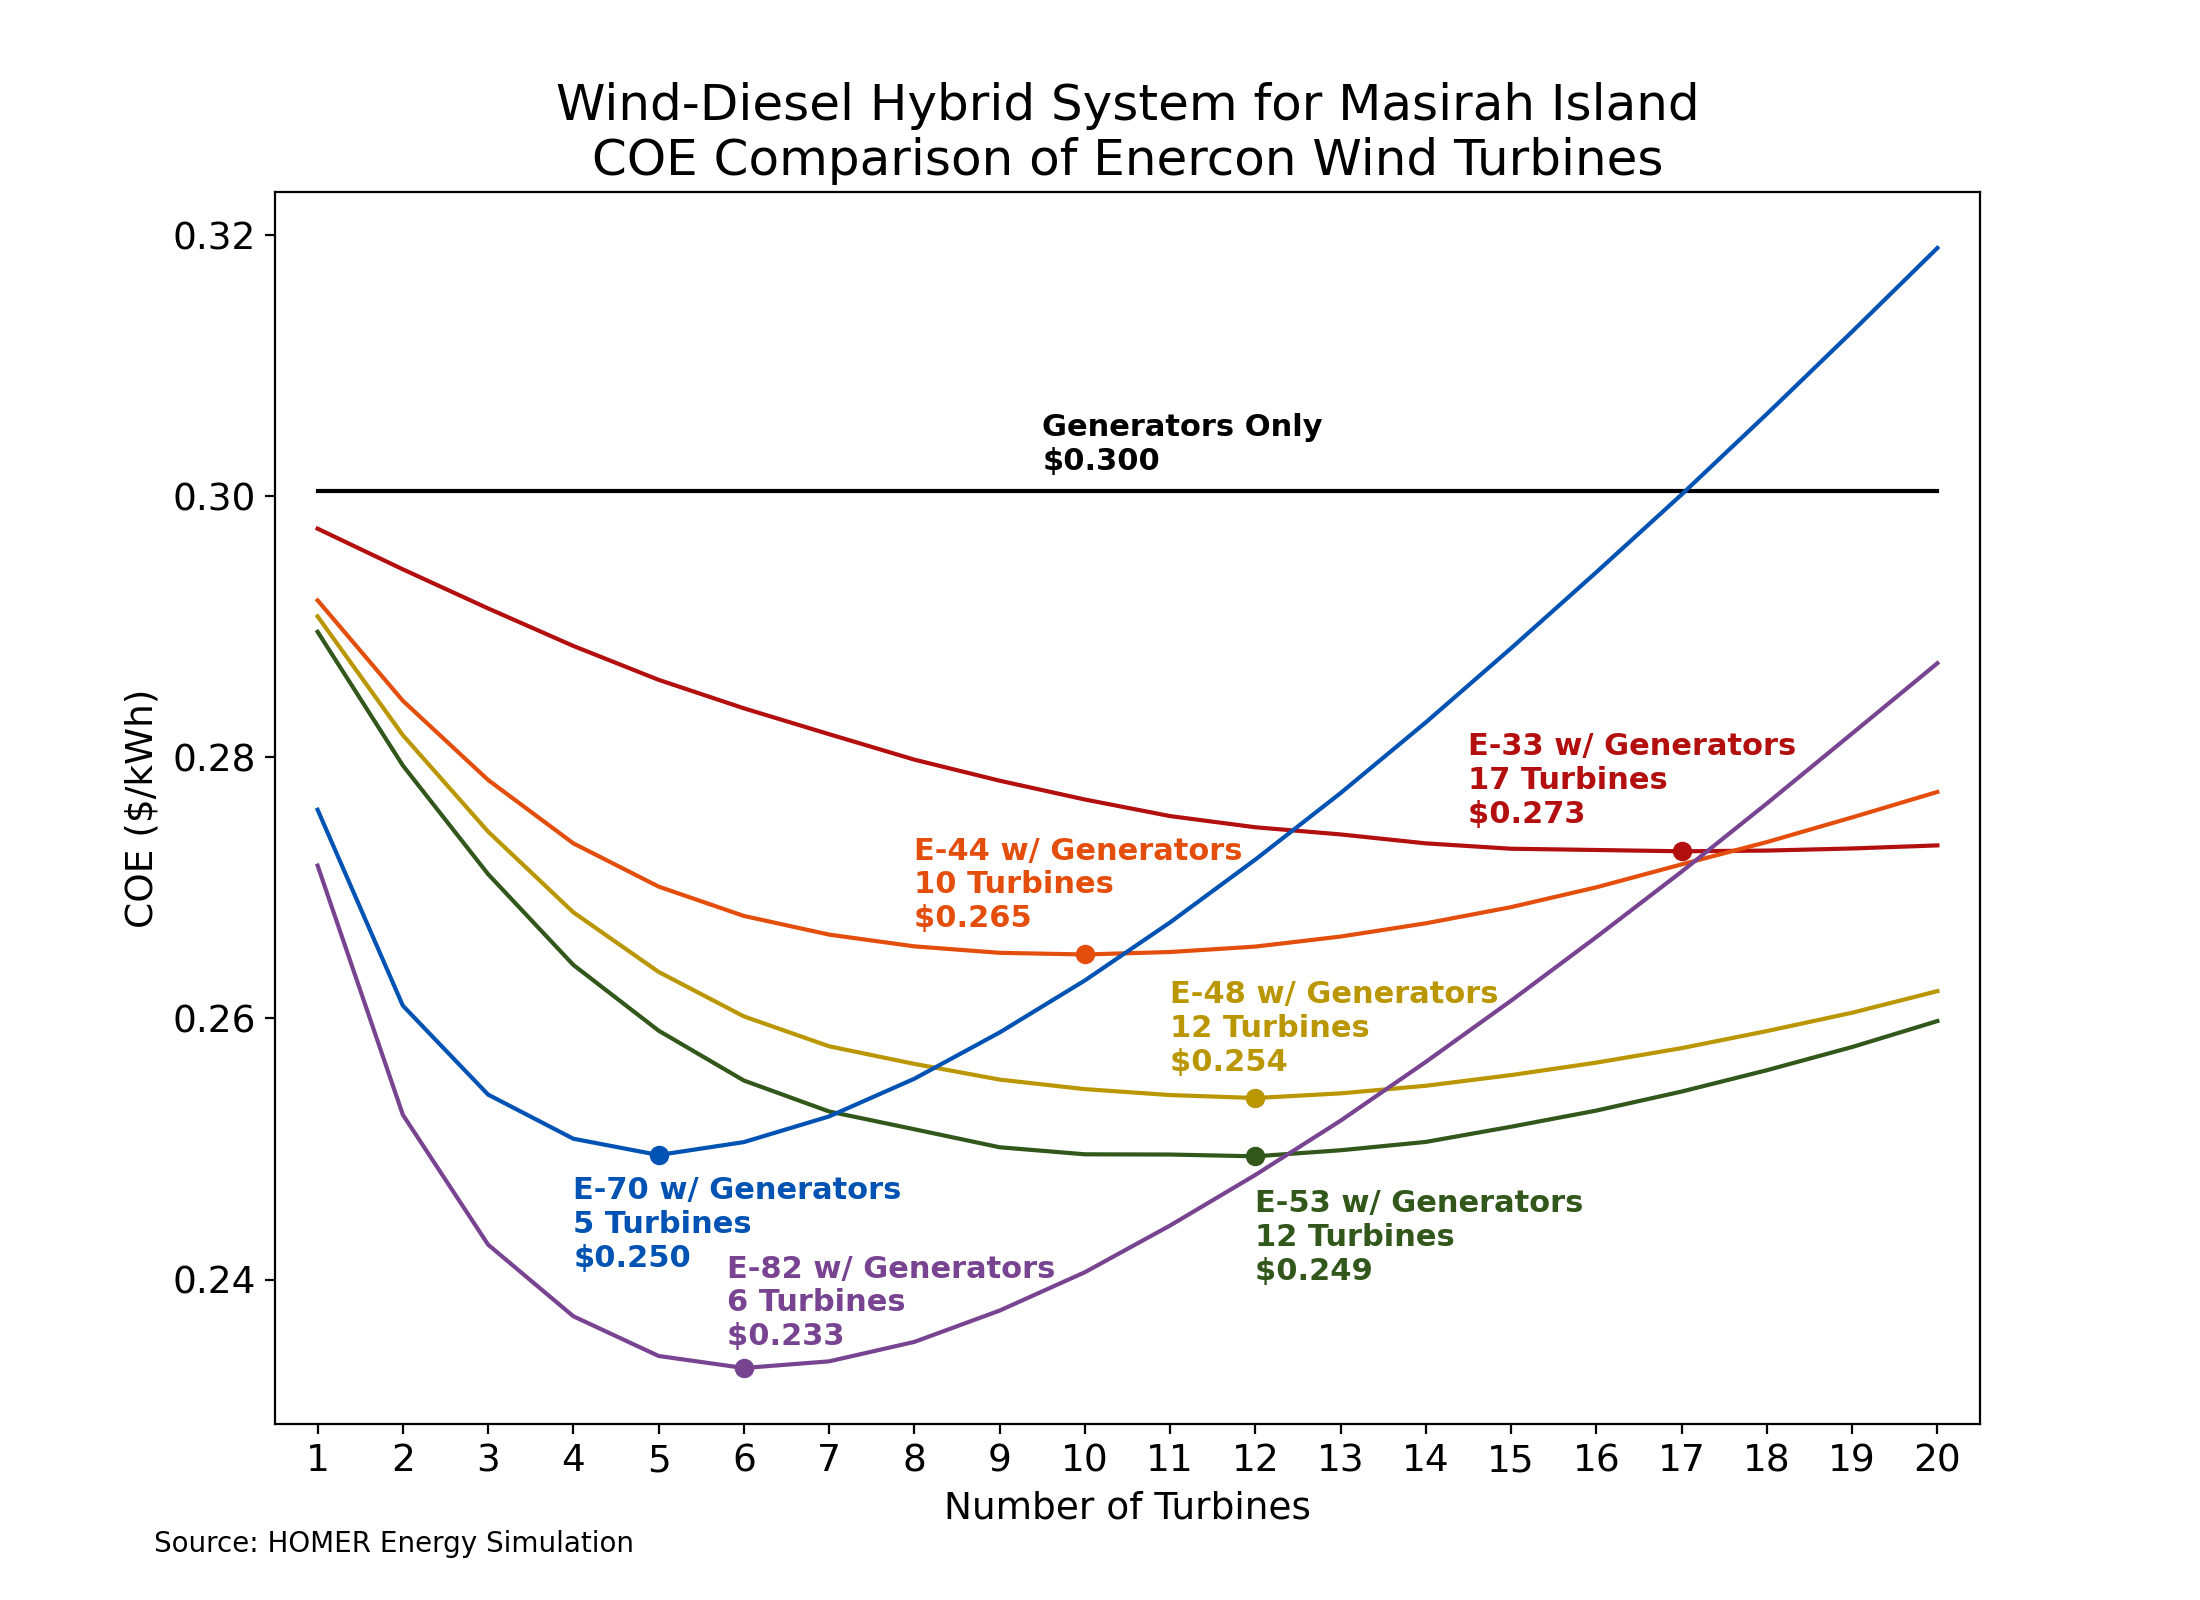 Wind-Diesel Hybrid System for Masirah Island
COE Comparison of Enercon Wind Turbines
0.32
0.30
0.28
0.26
0.24
COE ($/kWh)
Generators Only
$0.300
E-33 w/ Generators
17 Turbines
$0.273
E-44 w/ Generators
10 Turbines
$0.265
E-48 w/ Generators
12 Turbines
$0.254
E-70 w/ Generators
5 Turbines
$0.250
E-53 w/ Generators
12 Turbines
$0.249
E-82 w/ Generators
6 Turbines
$0.233
1 2 3 4 5 6 7 8 9 10 11 12 13 14 15 16 17 18 19 20
Number of Turbines
Source: HOMER Energy Simulation